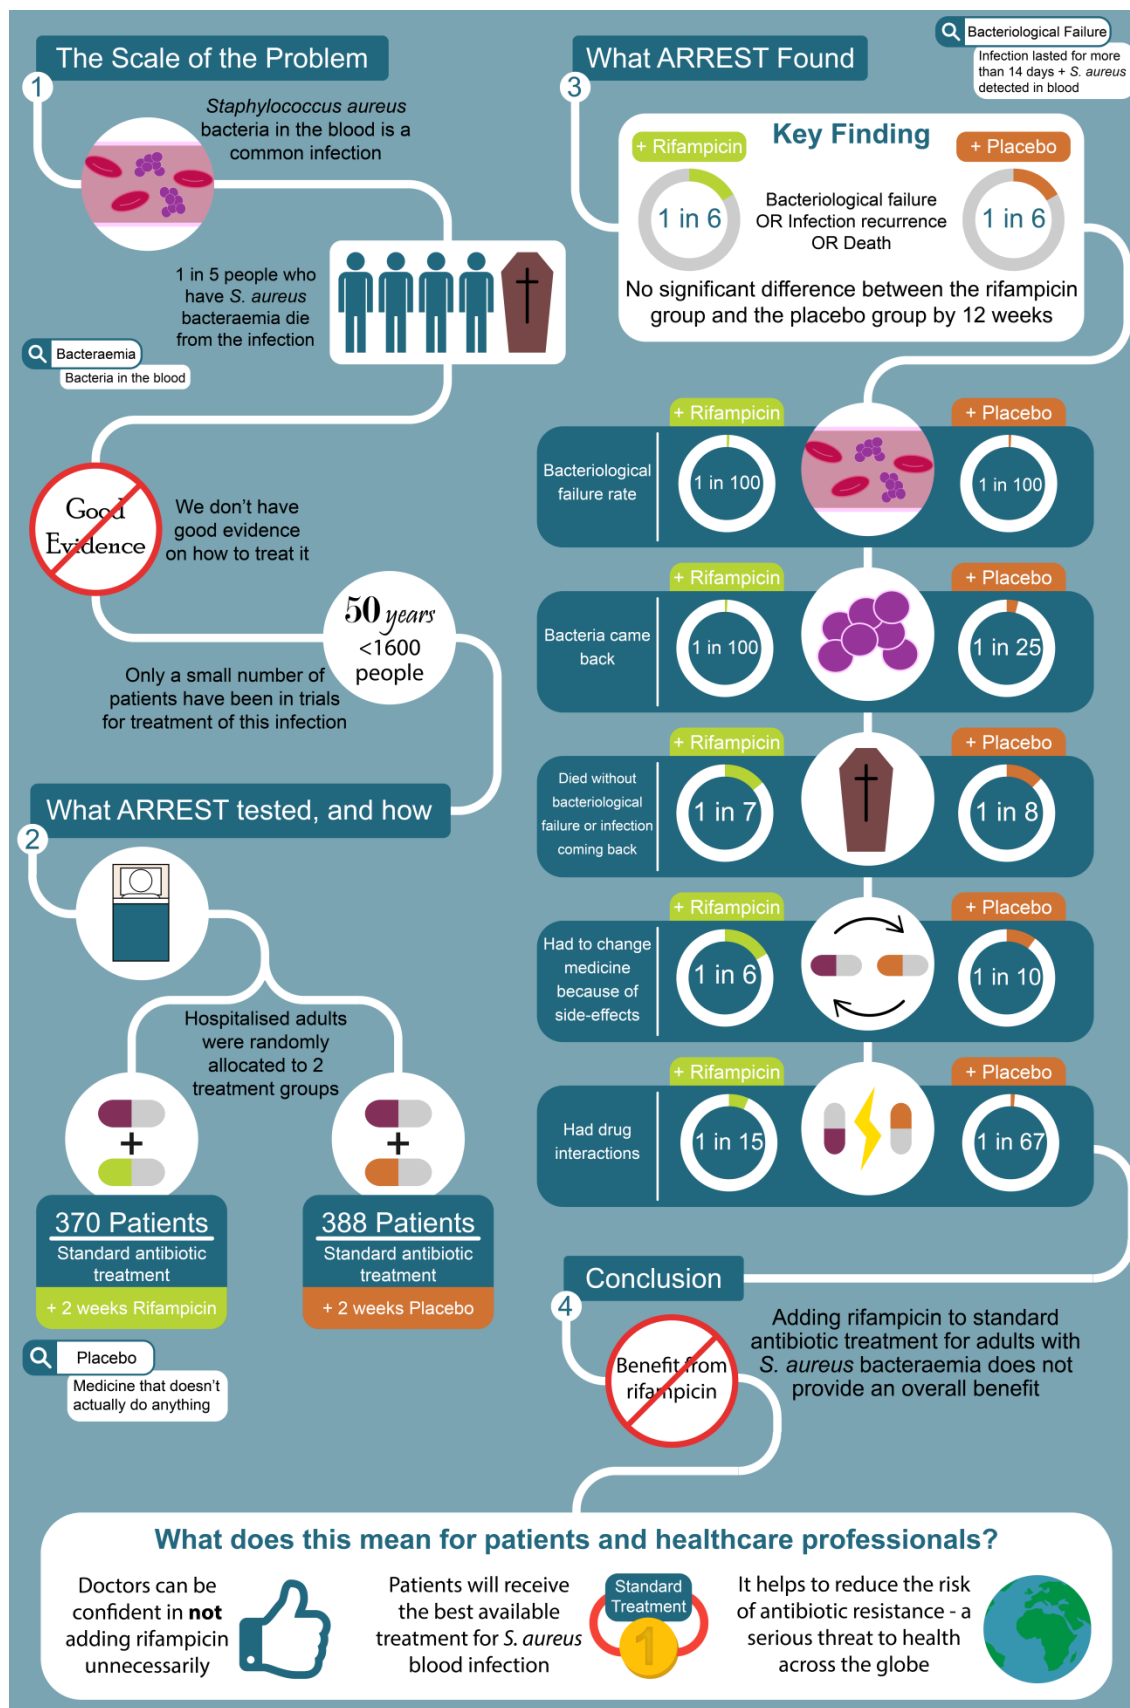 The Scale of the Problem
1
Staphylococcus aureus
bacteria in the blood is a
common infection
1 in 5 people who
have S. aureus
bacteraemia die
from the infection
Bacteraemia
Bacteria in the blood
Good
Evidence
We don't have
good evidence
on how to treat it
50 years
<1600
people
Only a small number of
patients have been in trials
for treatment of this infection
What ARREST tested, and how
2
Hospitalised adults
were randomly
allocated to 2
treatment groups
+
+
370 Patients
Standard antibiotic
treatment
+ 2 weeks Rifampicin
388 Patients
Standard antibiotic
treatment
+ 2 weeks Placebo
Placebo
Medicine that doesn't
actually do anything
What ARREST Found
3
Bacteriological Failure
Infection lasted for more
than 14 days + S. aureus
detected in blood
Key Finding
+ Rifampicin
1 in 6
Bacteriological failure
OR Infection recurrence
OR Death
+ Placebo
1 in 6
No significant difference between the rifampicin
group and the placebo group by 12 weeks
+ Rifampicin
+ Placebo
Bacteriological
failure rate
1 in 100
1 in 100
+ Rifampicin
+ Placebo
Bacteria came
back
1 in 100
1 in 25
+ Rifampicin
+ Placebo
Died without
bacteriological
failure or infection
coming back
1 in 7
1 in 8
+ Rifampicin
+ Placebo
Had to change
medicine
because of
side-effects
1 in 6
1 in 10
+ Rifampicin
+ Placebo
Had drug
interactions
1 in 15
1 in 67
Conclusion
4
Benefit from
rifampicin
Adding rifampicin to standard
antibiotic treatment for adults with
S. aureus bacteraemia does not
provide an overall benefit
What does this mean for patients and healthcare professionals?
Doctors can be
confident in not
adding rifampicin
unnecessarily
Patients will receive
the best available
treatment for S. aureus
blood infection
Standard
Treatment
1
It helps to reduce the risk
of antibiotic resistance - a
serious threat to health
across the globe